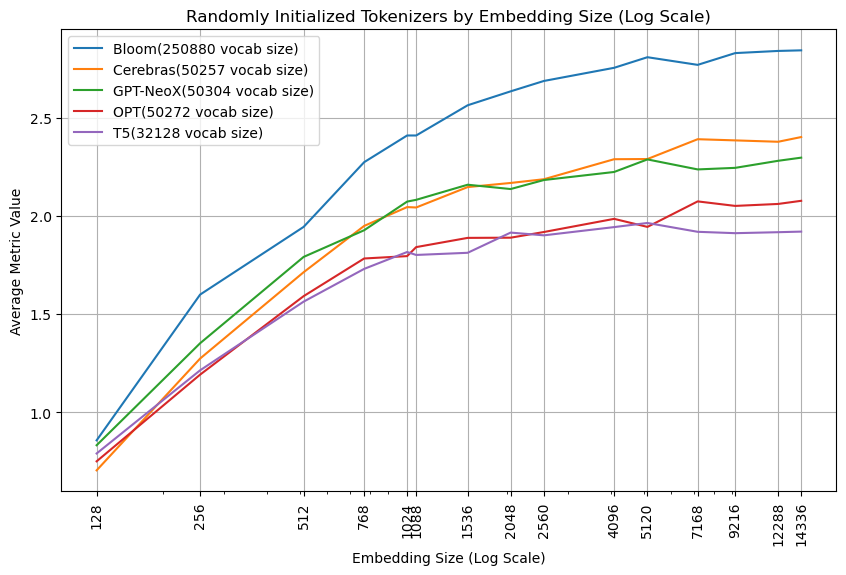 Randomly Initialized Tokenizers by Embedding Size (Log Scale)
Bloom(250880 vocab size)
Cerebras(50257 vocab size)
GPT-NeoX(50304 vocab size)
OPT(50272 vocab size)
T5(32128 vocab size)
Average Metric Value
2.5
2.0
1.5
1.0
128
256
512
768
1024
1088
1536
2048
2560
4096
5120
7168
9216
12288
14336
Embedding Size (Log Scale)